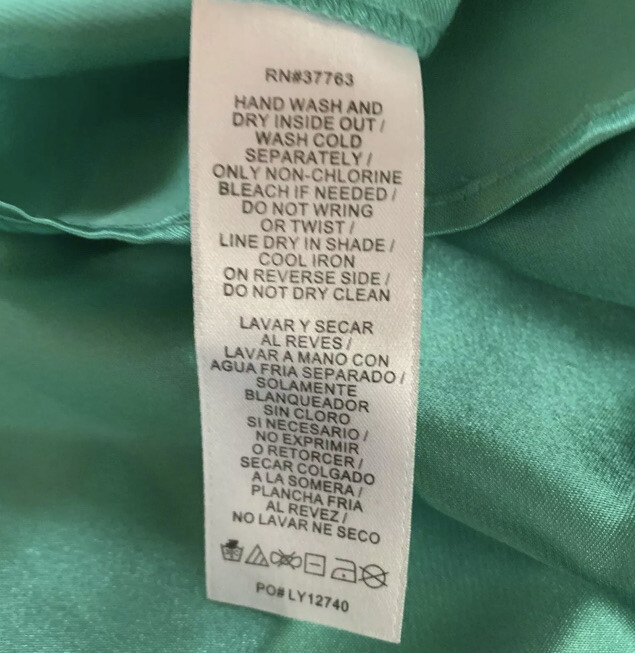 RN#37763
HAND WASH AND
DRY INSIDE OUT /
WASH COLD
SEPARATELY /
ONLY NON-CHLORINE
BLEACH IF NEEDED /
DO NOT WRING
OR TWIST /
LINE DRY IN SHADE /
COOL IRON
ON REVERSE SIDE /
DO NOT DRY CLEAN
LAVAR Y SECAR
AL REVES /
LAVAR A MANO CON
AGUA FRIA SEPARADO /
SOLAMENTE
BLANQUEADOR
SIN CLORO
SI NECESARIO /
NO EXPRIMIR
O RETORCER /
SECAR COLGADO
A LA SOMERA /
PLANCHA FRIA
AL REVEZ /
NO LAVAR NE SECO
PO# LY12740